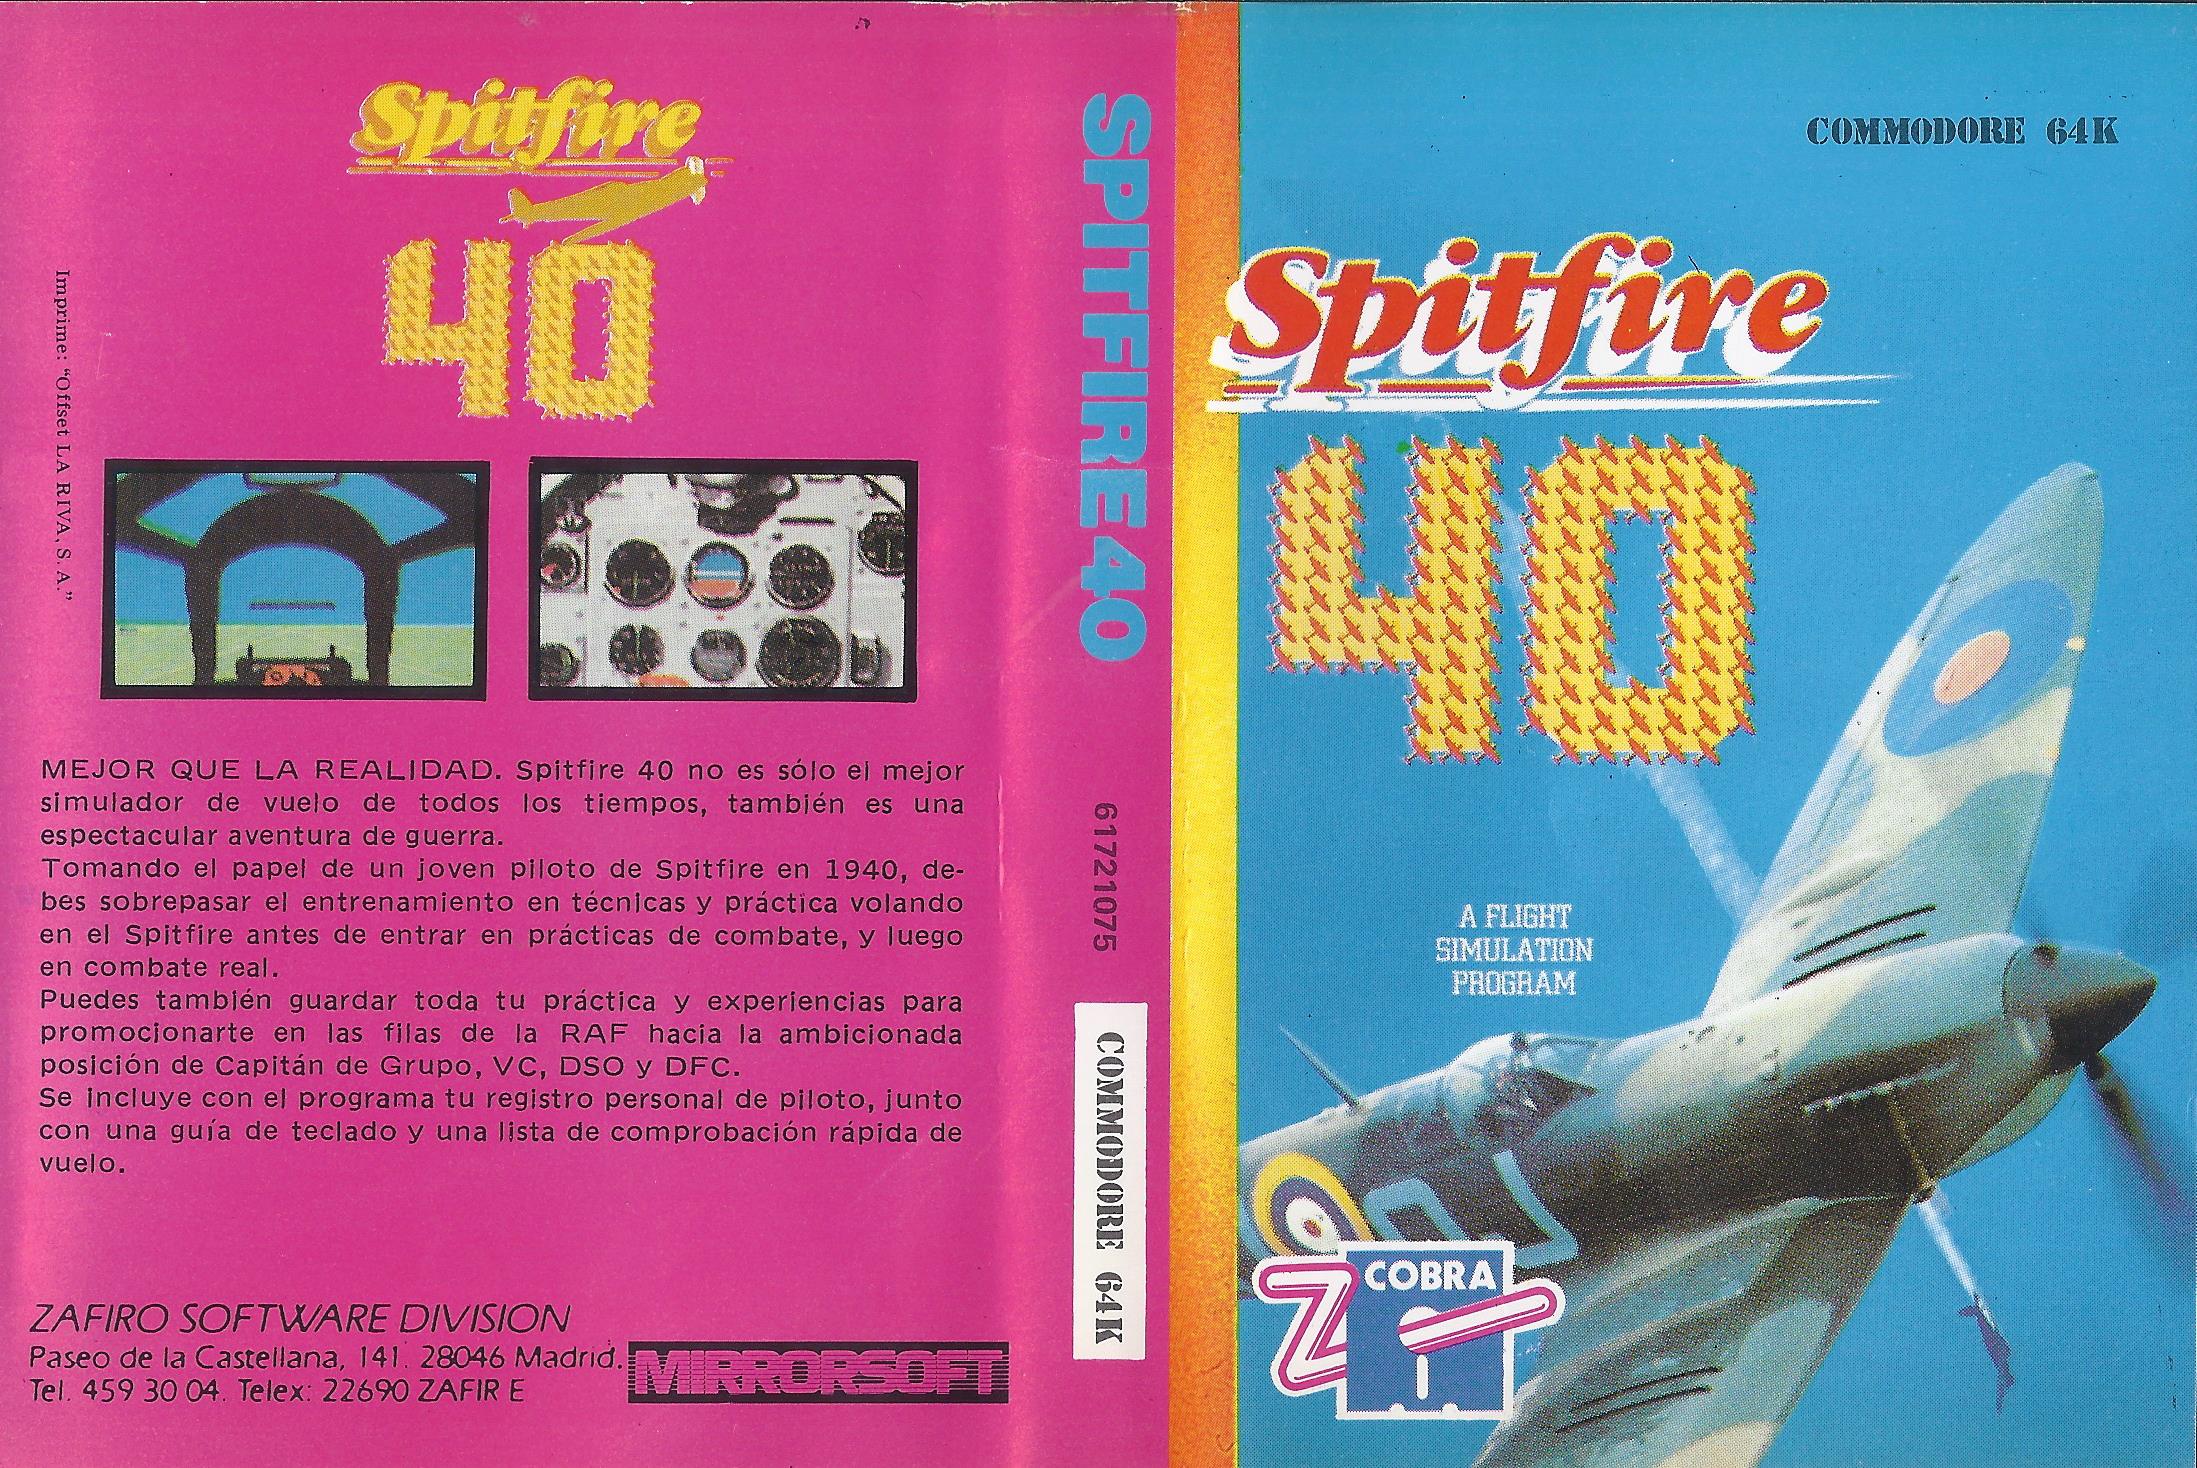 Spitfire
40
Imprime: "Offset LA RIVA, S. A."
MEJOR QUE LA REALIDAD. Spitfire 40 no es sólo el mejor
simulador de vuelo de todos los tiempos, también es una
espectacular aventura de guerra.
Tomando el papel de un joven piloto de Spitfire en 1940, de-
bes sobrepasar el entrenamiento en técnicas y práctica volando
en el Spitfire antes de entrar en prácticas de combate, y luego
en combate real.
Puedes también guardar toda tu práctica y experiencias para
promocionarte en las filas de la RAF hacia la ambicionada
posición de Capitán de Grupo, VC, DSO y DFC.
Se incluye con el programa tu registro personal de piloto, junto
con una guía de teclado y una lista de comprobación rápida de
vuelo.
ZAFIRO SOFTWARE DIVISION
Paseo de la Castellana, 141. 28046 Madrid.
Tel. 459 30 04. Telex: 22690 ZAFIR E
MIRRORSOFT
SPITFIRE 40
61721075
COMMODORE 64K
COMMODORE 64K
Spitfire
40
A FLIGHT
SIMULATION
PROGRAM
COBRA